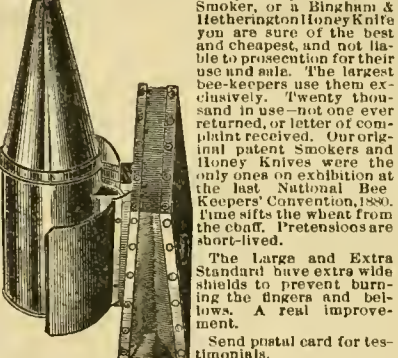 Smoker, or a Bingham &
Hetherington Honey Knife
you are sure of the best
and cheapest, and not lia-
ble to prosecution for their
use and sale. The largest
bee-keepers use them ex-
clusively. Twenty thou-
sand in use—not one ever
returned, or letter of com-
plaint received. Our orig-
inal patent Smokers and
Honey Knives were the
only ones on exhibition at
the last National Bee
Keepers' Convention, 1880.
Time sifts the wheat from
the chaff. Pretensions are
short-lived.
The Large and Extra
Standard have extra wide
shields to prevent burn-
ing the fingers and bel-
lows. A real improve-
ment.
Send postal card for tes-
timonials.